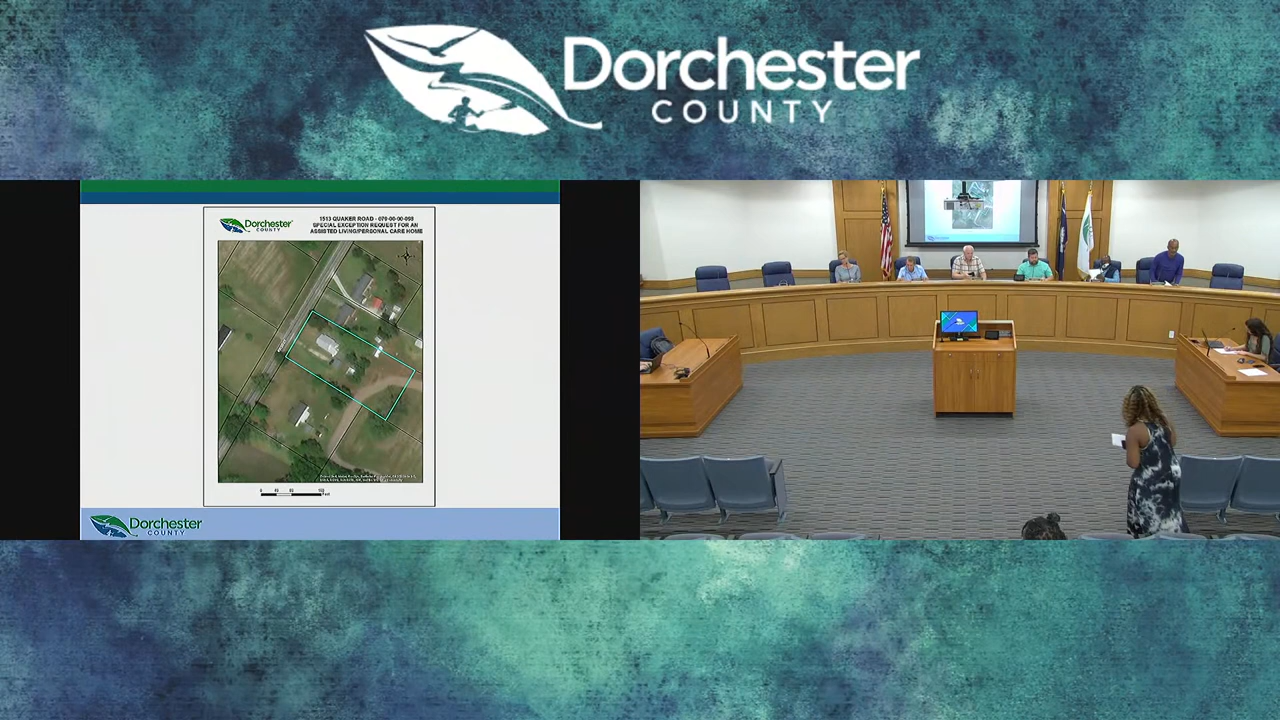 Dorchester
COUNTY
Dorchester
COUNTY
1513 QUAKER ROAD - 070-00-00-098
SPECIAL EXCEPTION REQUEST FOR AN
ASSISTED LIVING/PERSONAL CARE HOME
Dorchester
COUNTY